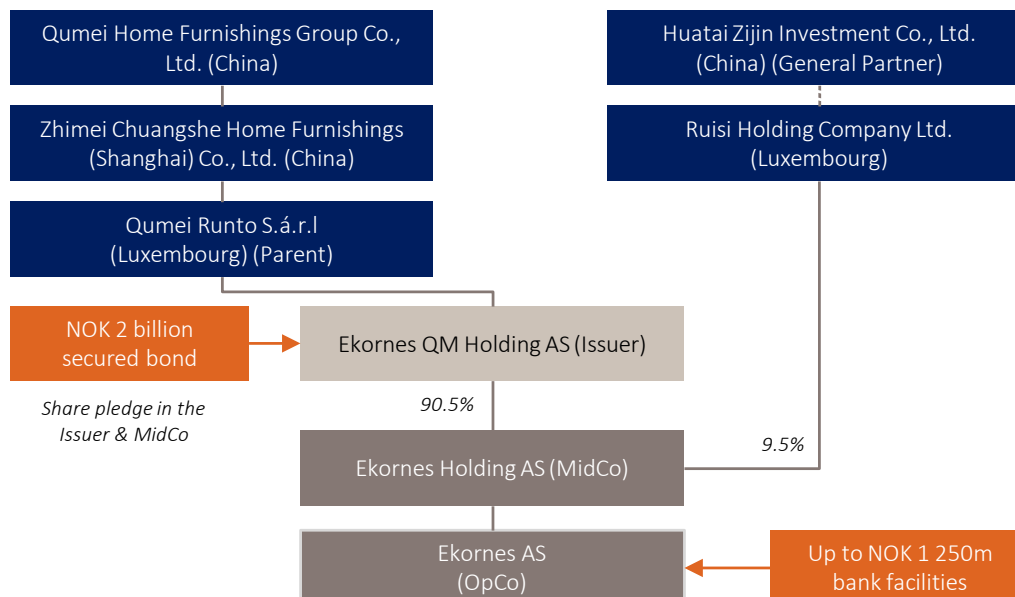 Qumei Home Furnishings Group Co.,
Ltd. (China)
Huatai Zijin Investment Co., Ltd.
(China) (General Partner)
Zhimei Chuangshe Home Furnishings
(Shanghai) Co., Ltd. (China)
Ruisi Holding Company Ltd.
(Luxembourg)
Qumei Runto S.á.r.l
(Luxembourg) (Parent)
NOK 2 billion
secured bond
Ekornes QM Holding AS (Issuer)
Share pledge in the
Issuer & MidCo
90.5%
9.5%
Ekornes Holding AS (MidCo)
Ekornes AS
(OpCo)
Up to NOK 1 250m
bank facilities